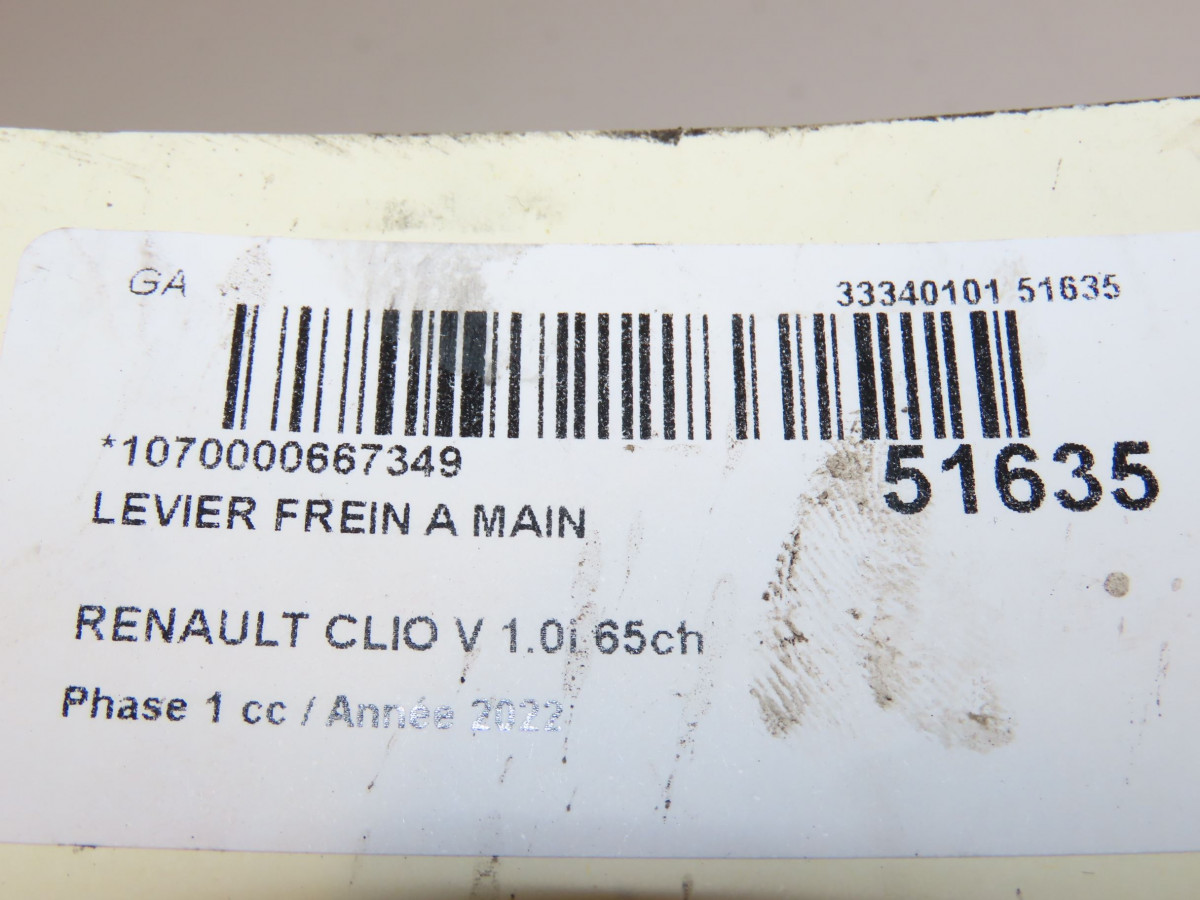 GA
33340101 51635
*1070000667349
51635
LEVIER FREIN A MAIN
RENAULT CLIO V 1.0i 65ch
Phase 1 cc / Année 2022